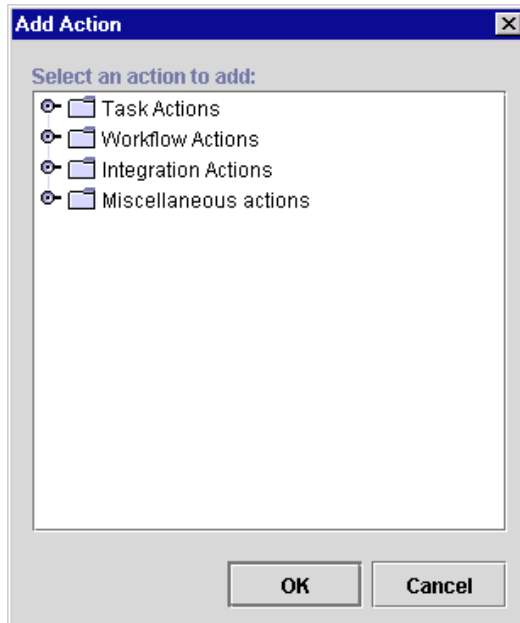 Add Action
Select an action to add:
Task Actions
Workflow Actions
Integration Actions
Miscellaneous actions
OK
Cancel